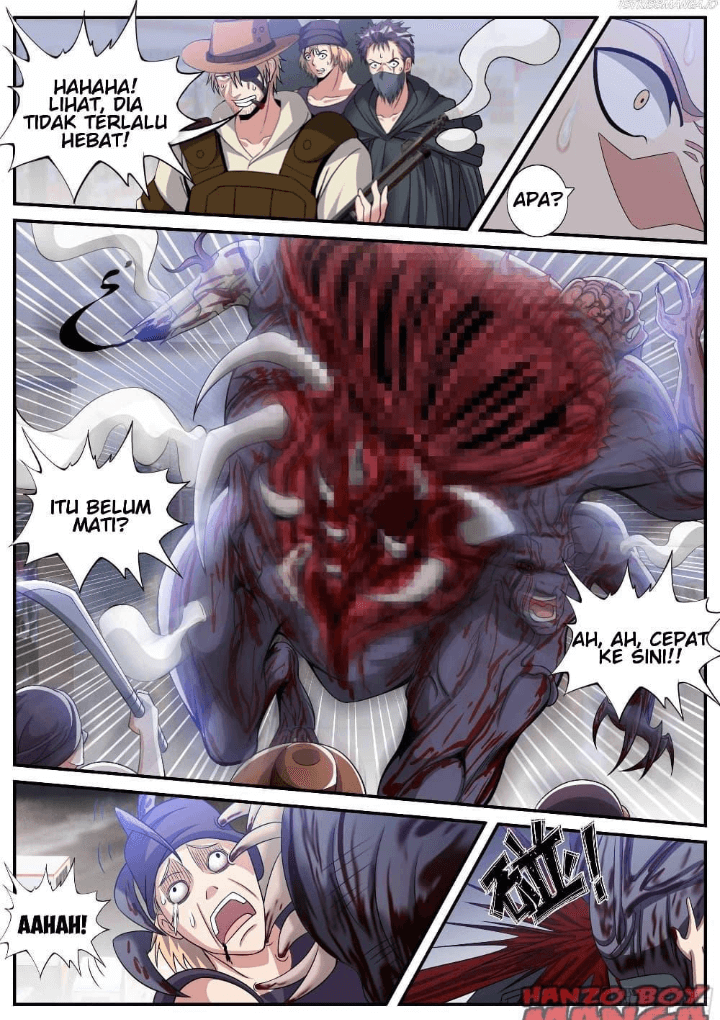 HAHAHA!
LIHAT, DIA
TIDAK TERLALU
HEBAT!
APA?
ITU BELUM
MATI?
AH, AH, CEPAT
KE SINI!!
AAHAH!
HANZO BOY
MANGA